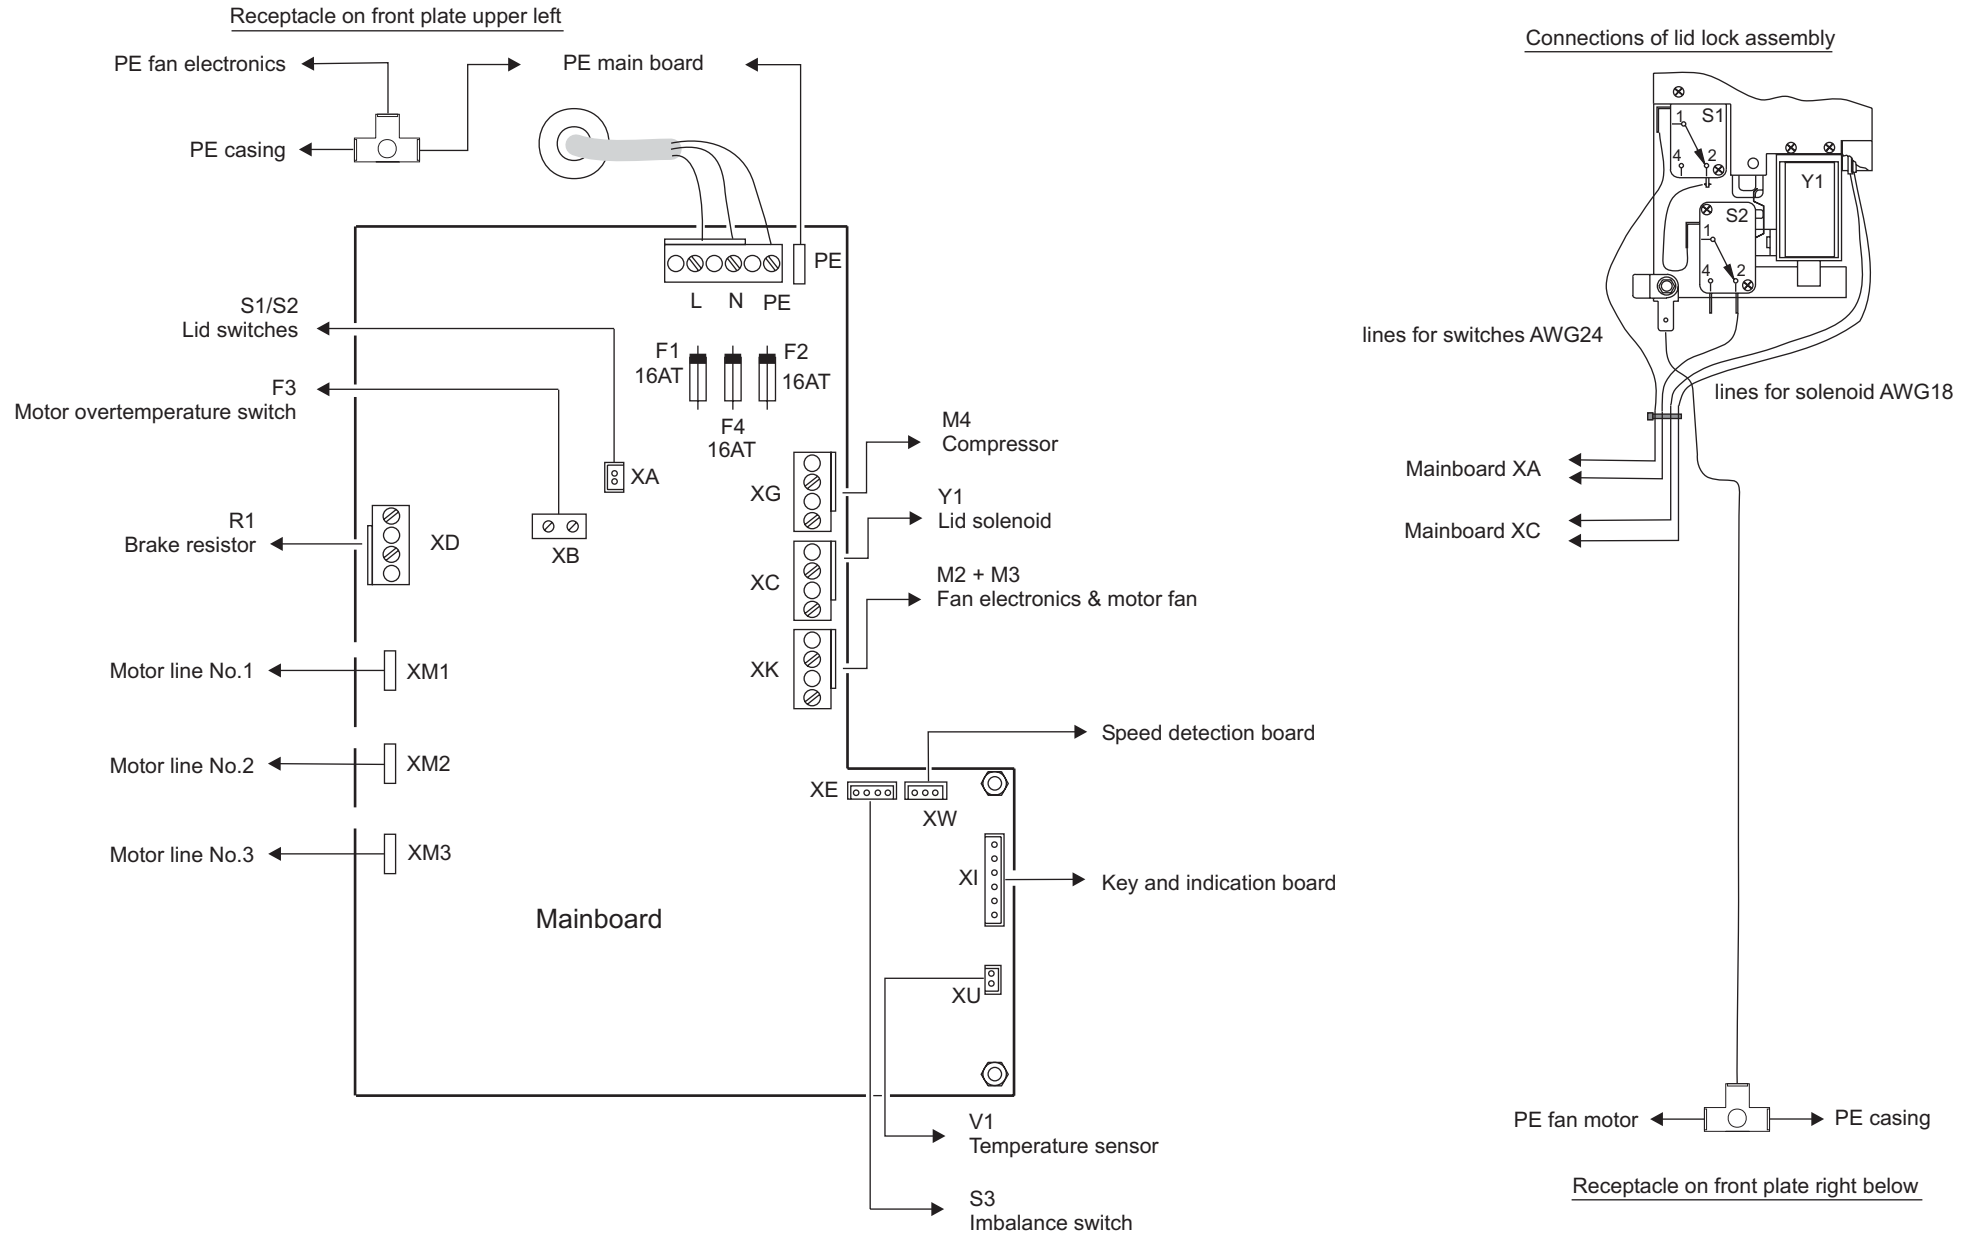 Receptacle on front plate upper left
PE fan electronics
PE main board
PE casing
PE
L N PE
S1/S2
Lid switches
F3
Motor overtemperature switch
F1
16AT
F2
16AT
F4
16AT
XA
XB
R1
Brake resistor
XD
XG
M4
Compressor
XC
Y1
Lid solenoid
XK
M2 + M3
Fan electronics & motor fan
Motor line No.1
XM1
Motor line No.2
XM2
Motor line No.3
XM3
Speed detection board
XE
XW
XI
Key and indication board
Mainboard
XU
V1
Temperature sensor
S3
Imbalance switch
Connections of lid lock assembly
1 S1
4 2
Y1
S2
1
4 2
lines for switches AWG24
lines for solenoid AWG18
Mainboard XA
Mainboard XC
PE fan motor
PE casing
Receptacle on front plate right below